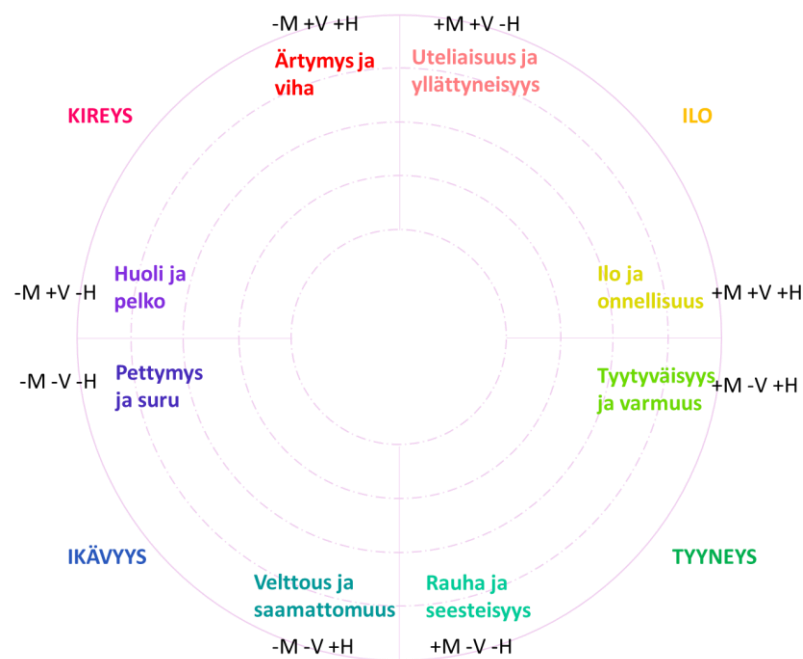 -M +V +H
+M +V -H
Ärtymys ja
viha
Uteliaisuus ja
yllättyneisyys
KIREYS
ILO
Huoli ja
pelko
-M +V -H
Ilo ja
onnellisuus
+M +V +H
-M -V -H
Pettymys
ja suru
Tyytyväisyys
ja varmuus
+M -V +H
IKÄVYYS
TYYNEYS
Velttous ja
saamattomuus
Rauha ja
seesteisyys
-M -V +H
+M -V -H